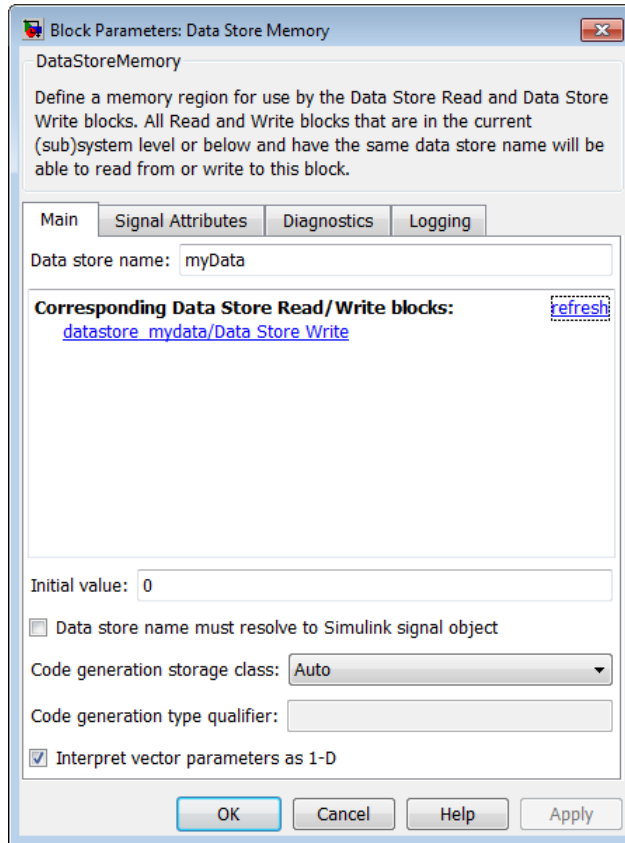 Block Parameters: Data Store Memory
DataStoreMemory
Define a memory region for use by the Data Store Read and Data Store
Write blocks. All Read and Write blocks that are in the current
(sub)system level or below and have the same data store name will be
able to read from or write to this block.
Main Signal Attributes Diagnostics Logging
Data store name: myData
Corresponding Data Store Read/Write blocks: refresh
datastore_mydata/Data Store Write
Initial value: 0
Data store name must resolve to Simulink signal object
Code generation storage class: Auto
Code generation type qualifier:
Interpret vector parameters as 1-D
OK Cancel Help Apply